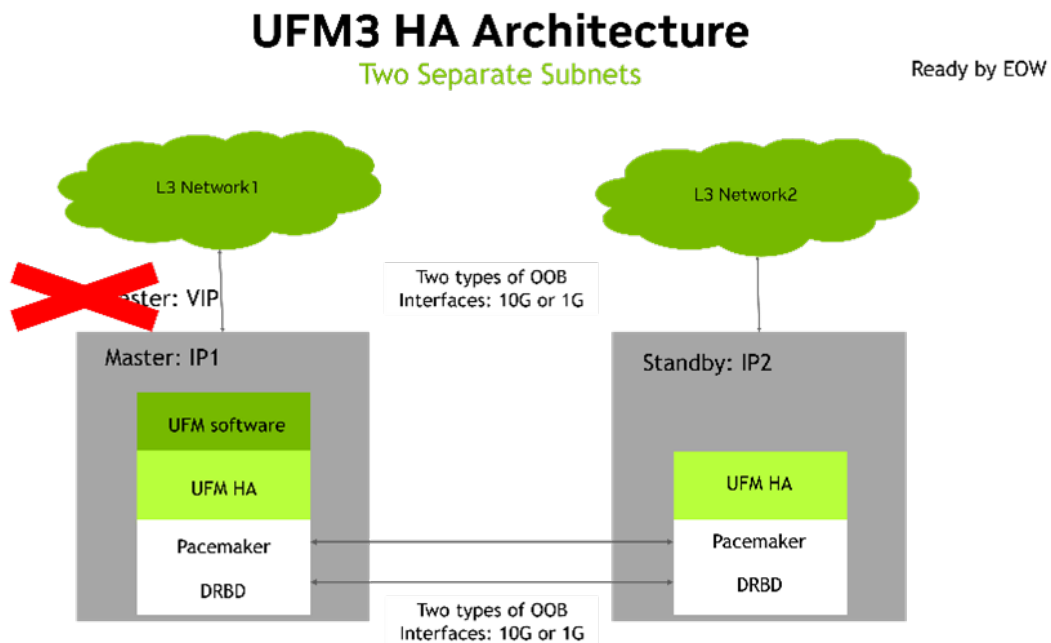 UFM3 HA Architecture
Two Separate Subnets
Ready by EOW
L3 Network1
L3 Network2
Two types of OOB
Interfaces: 10G or 1G
VIP
Master: IP1
Standby: IP2
UFM software
UFM HA
UFM HA
Pacemaker
Pacemaker
DRBD
DRBD
Two types of OOB
Interfaces: 10G or 1G